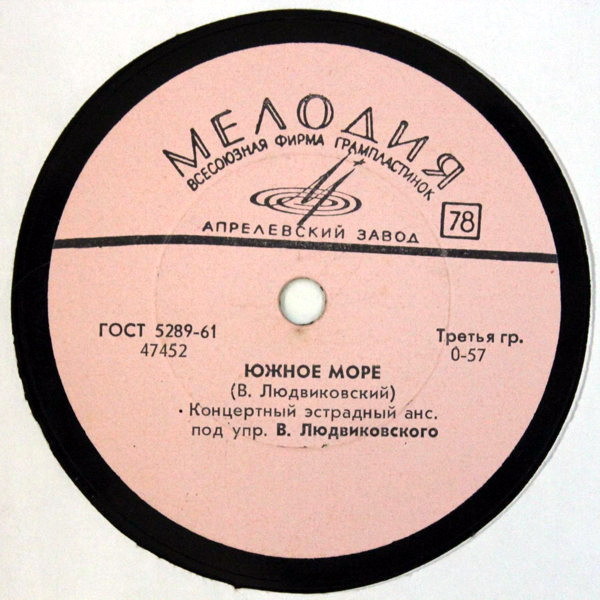 МЕЛОДИЯ
ВСЕСОЮЗНАЯ ФИРМА ГРАМПЛАСТИНОК
АПРЕЛЕВСКИЙ ЗАВОД
78
ГОСТ 5289-61
47452
Третья гр.
0-57
ЮЖНОЕ МОРЕ
(В. Людвиковский)
• Концертный эстрадный анс.
под упр. В. Людвиковского